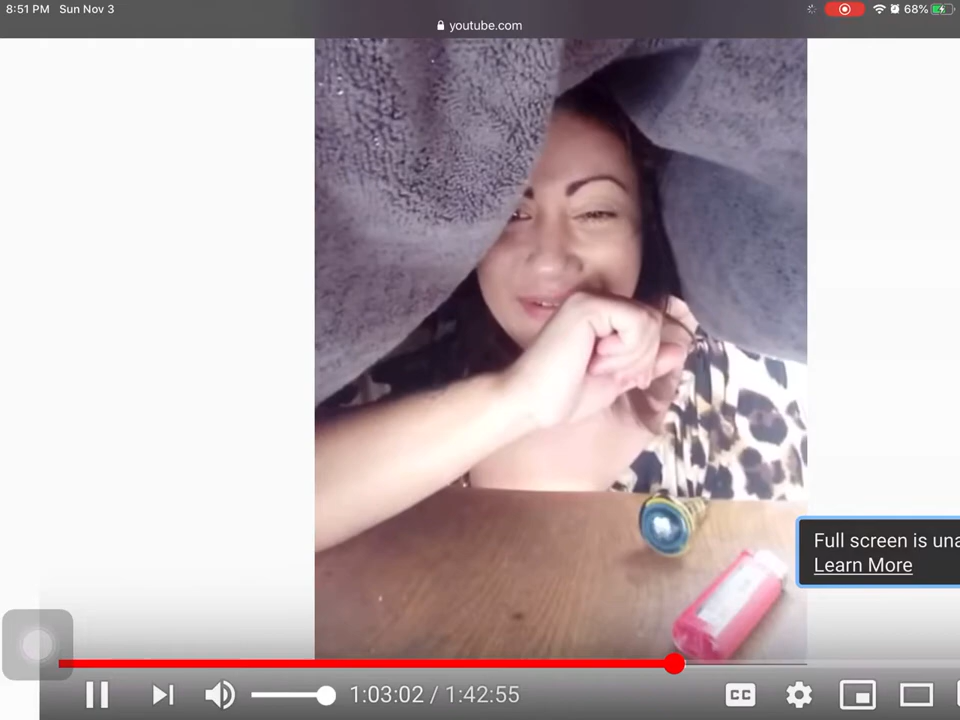 8:51 PM Sun Nov 3
68%
youtube.com
Full screen is una
Learn More
1:03:02 / 1:42:55
CC